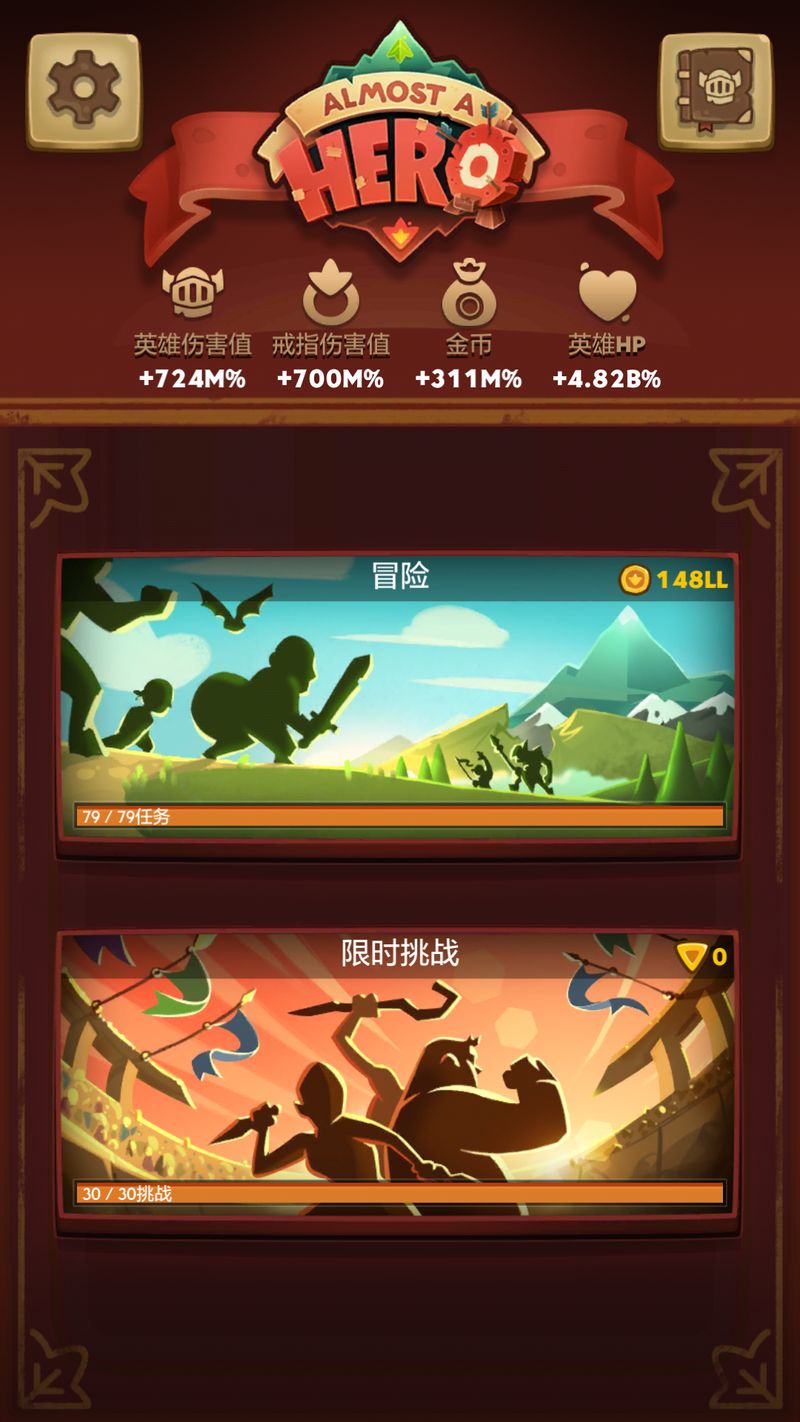 ALMOST A
HERO
英雄伤害值 戒指伤害值 金币 英雄HP
+724M% +700M% +311M% +4.82B%
冒险 148LL
79 / 79任务
限时挑战 0
30 / 30挑战